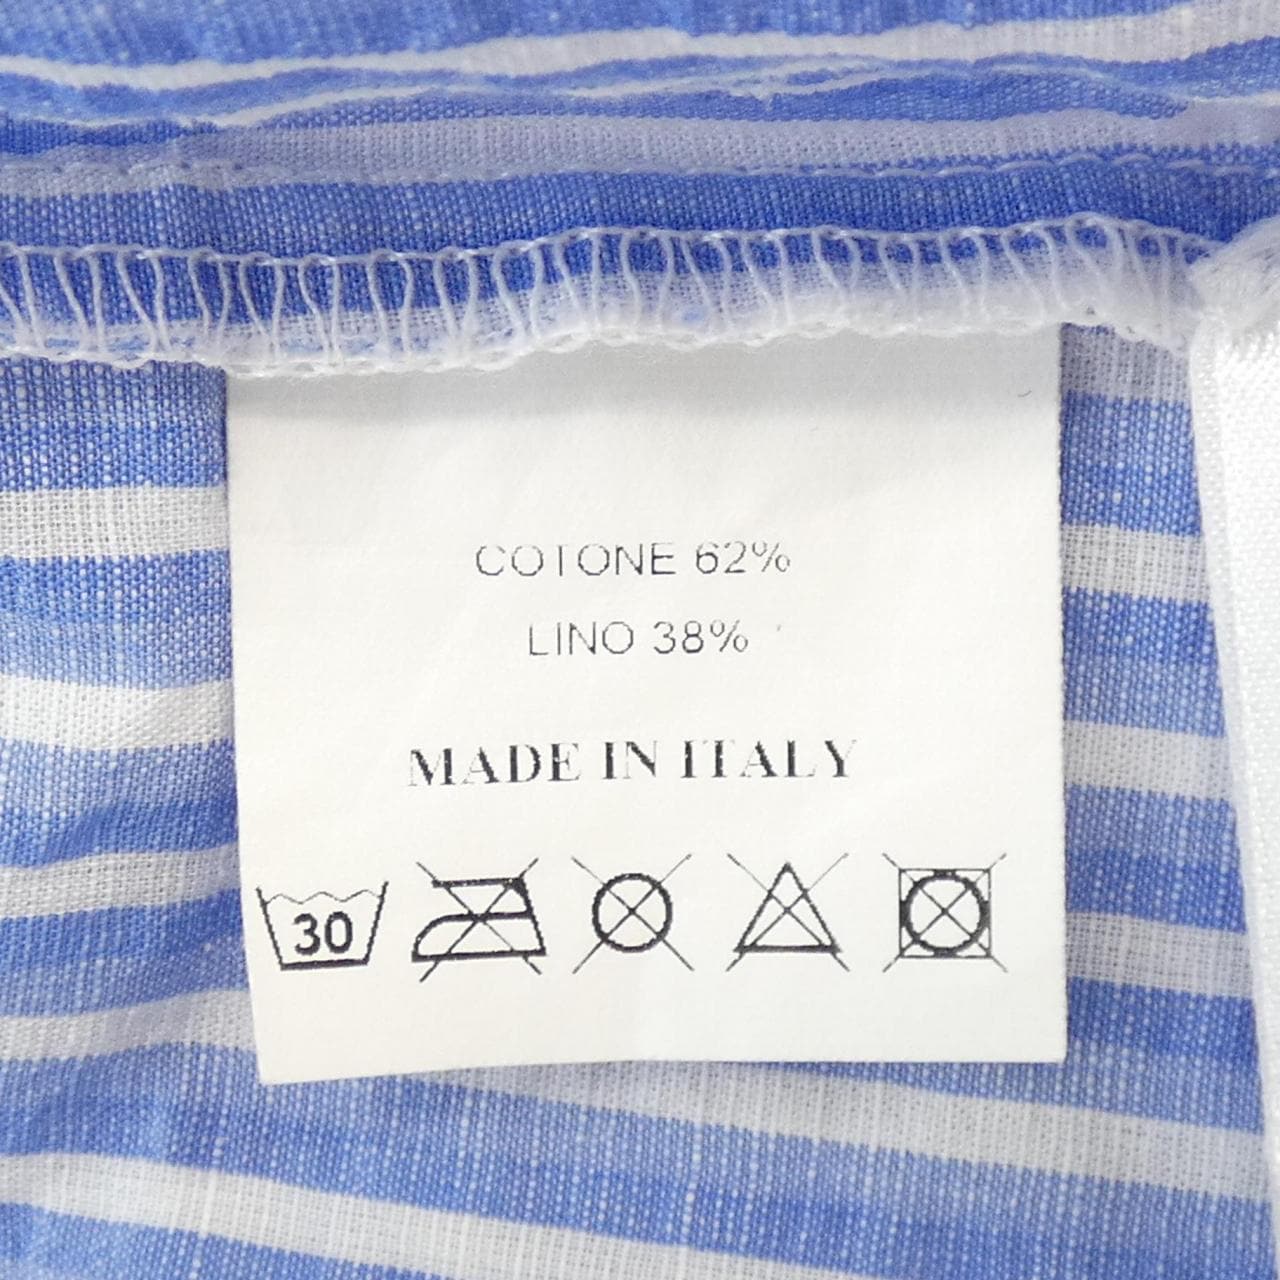 COTONE 62%
LINO 38%
MADE IN ITALY
30